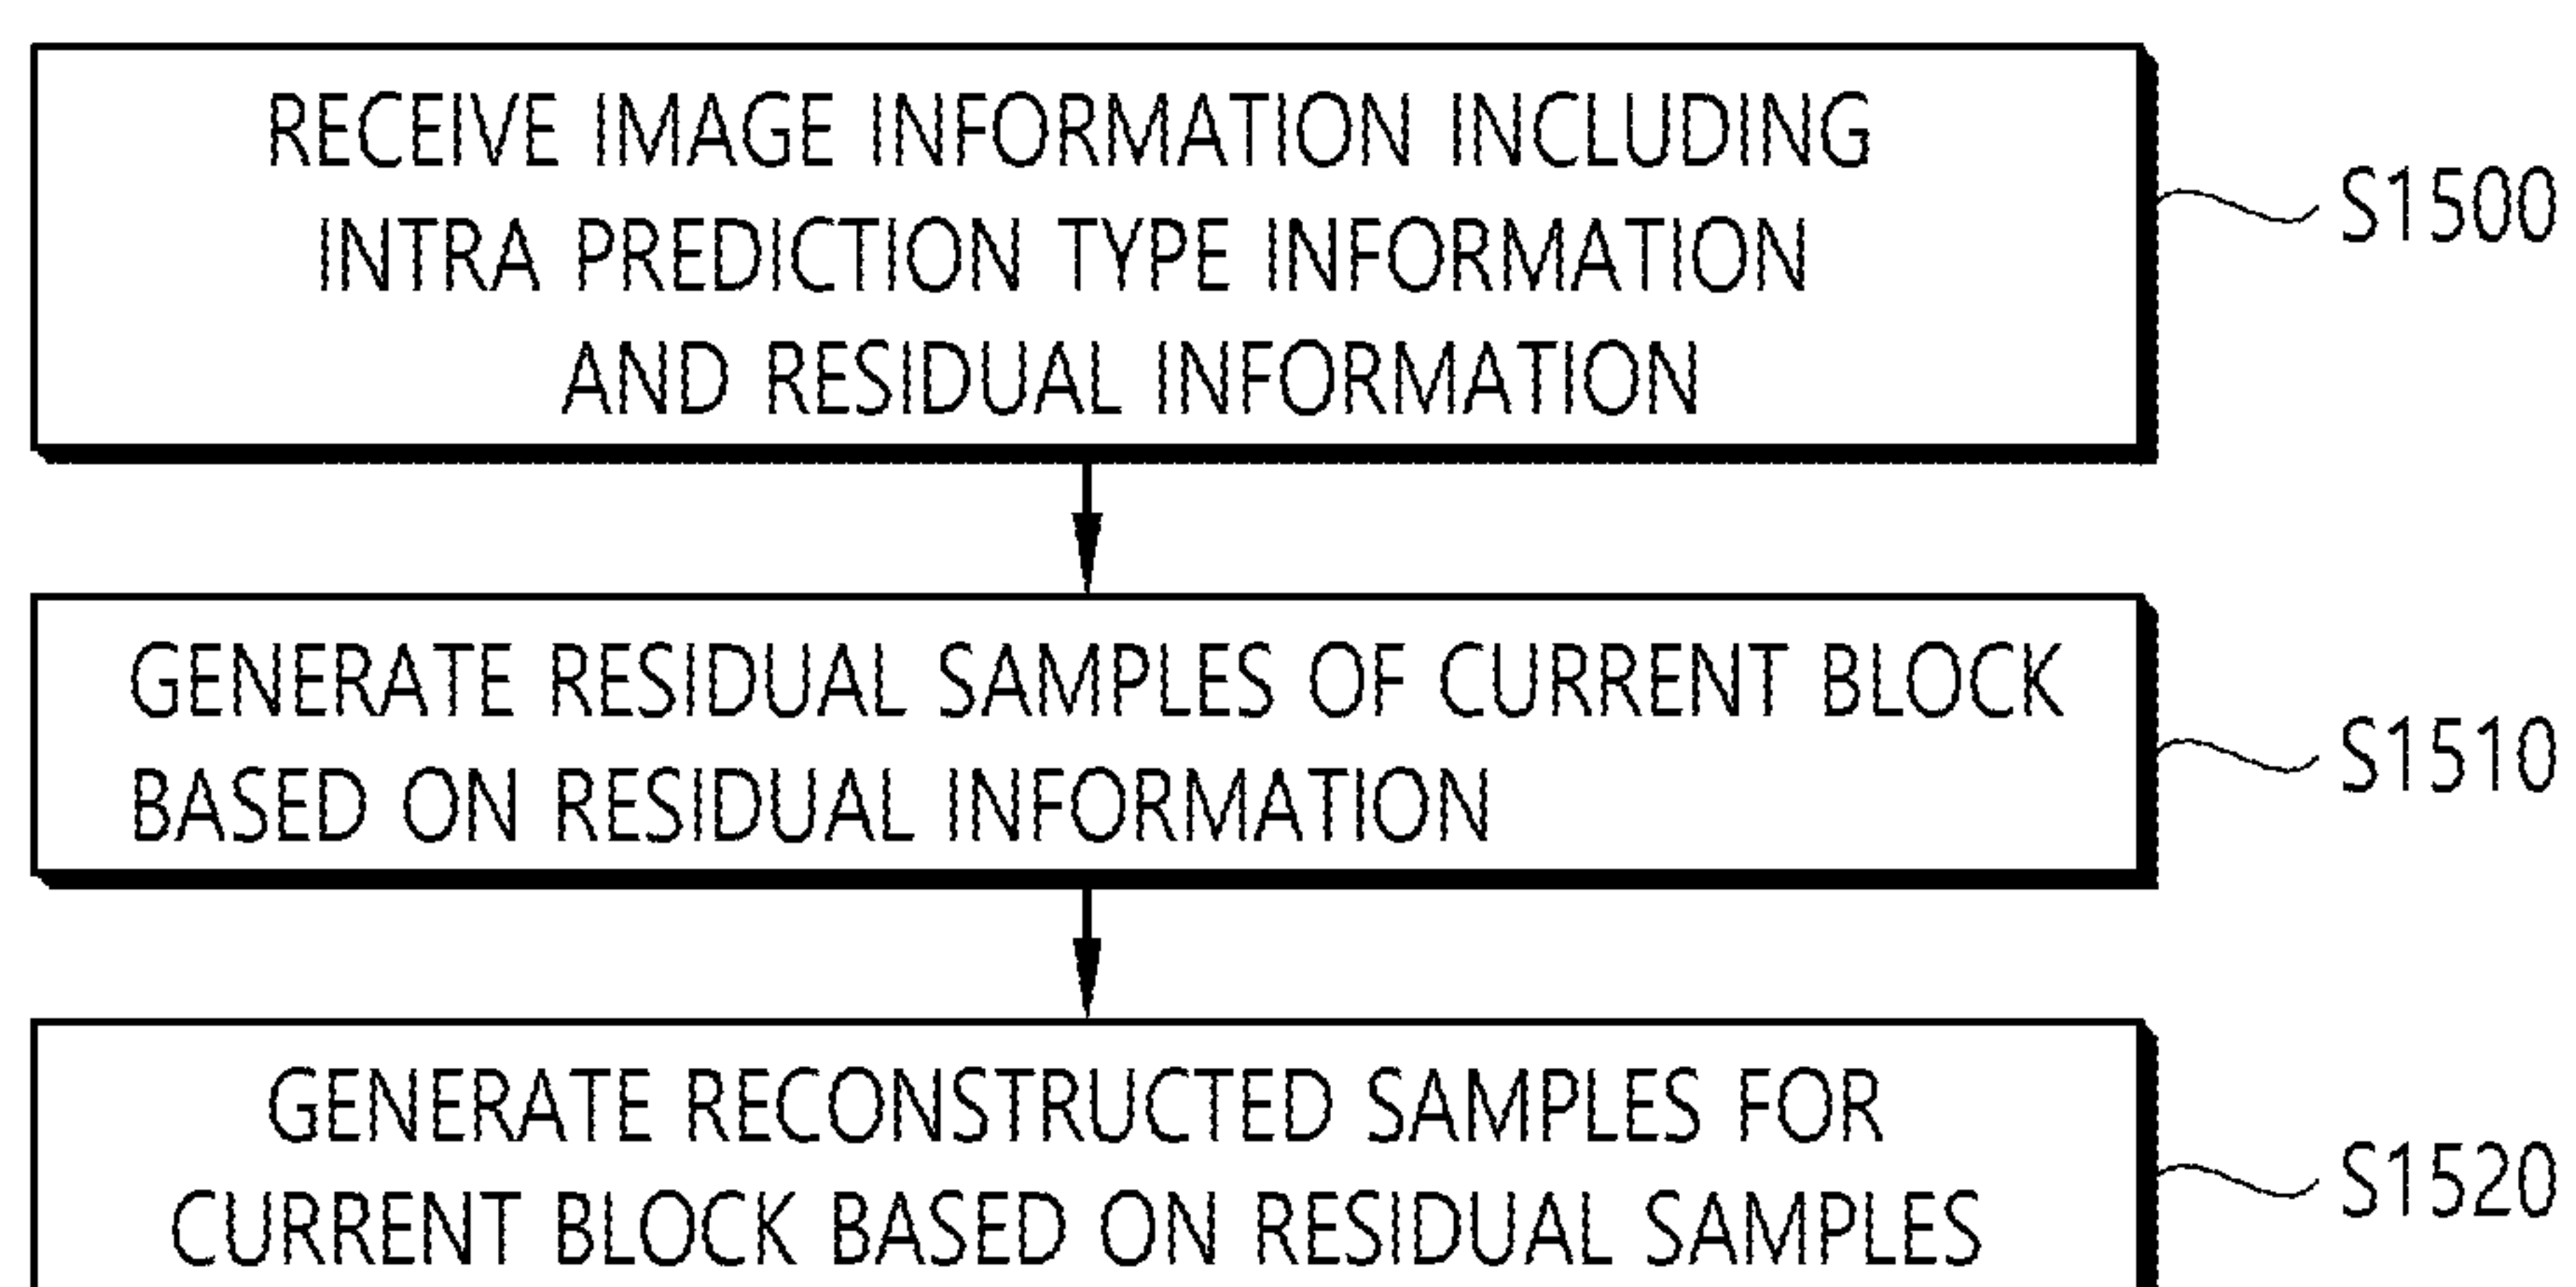 RECEIVE IMAGE INFORMATION INCLUDING
INTRA PREDICTION TYPE INFORMATION
AND RESIDUAL INFORMATION
S1500
GENERATE RESIDUAL SAMPLES OF CURRENT BLOCK
BASED ON RESIDUAL INFORMATION
S1510
GENERATE RECONSTRUCTED SAMPLES FOR
CURRENT BLOCK BASED ON RESIDUAL SAMPLES
S1520